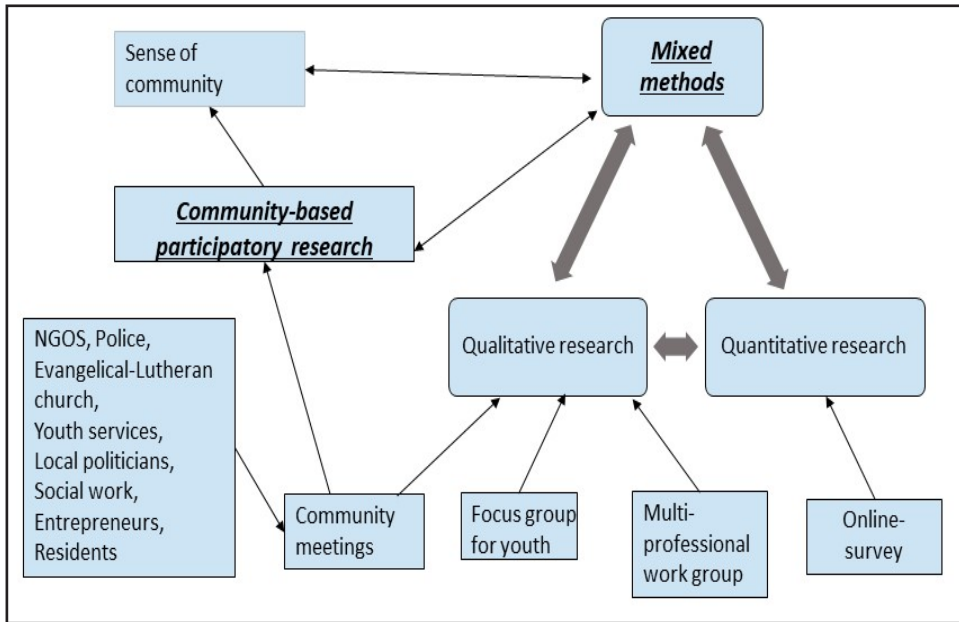 Sense of
community
Mixed
methods
Community-based
participatory research
NGOS, Police,
Evangelical-Lutheran
church,
Youth services,
Local politicians,
Social work,
Entrepreneurs,
Residents
Qualitative research
Quantitative research
Community
meetings
Focus group
for youth
Multi-
professional
work group
Online-
survey